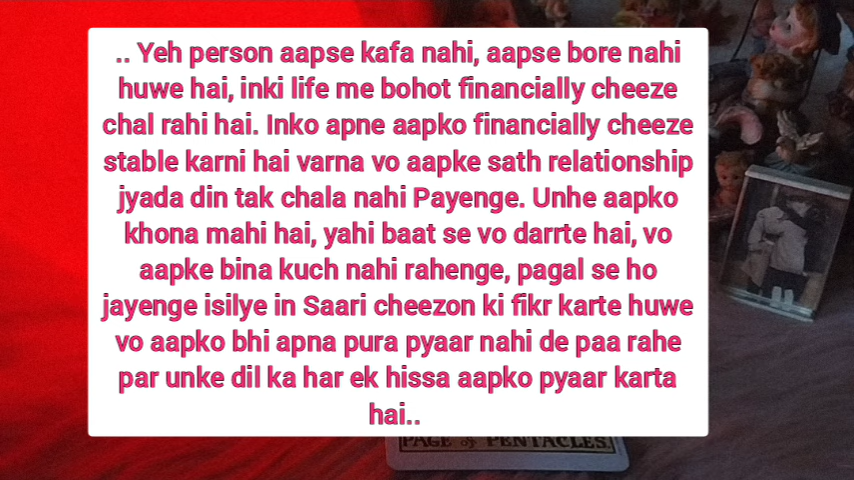 .. Yeh person aapse kafa nahi, aapse bore nahi
huwe hai, inki life me bohot financially cheeze
chal rahi hai. Inko apne aapko financially cheeze
stable karni hai varna vo aapke sath relationship
jyada din tak chala nahi Payenge. Unhe aapko
khona mahi hai, yahi baat se vo darrte hai, vo
aapke bina kuch nahi rahenge, pagal se ho
jayenge isilye in Saari cheezon ki fikr karte huwe
vo aapko bhi apna pura pyaar nahi de paa rahe
par unke dil ka har ek hissa aapko pyaar karta
hai..
PAGE of PENTACLES.